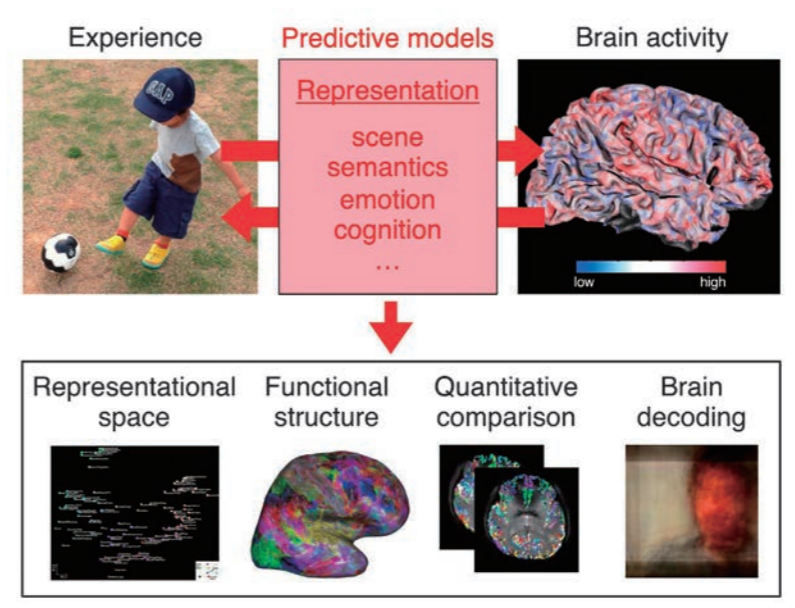 Experience
Predictive models
Brain activity
GAP
Representation
scene
semantics
emotion
cognition
...
low
high
Representational
space
Functional
structure
Quantitative
comparison
Brain
decoding